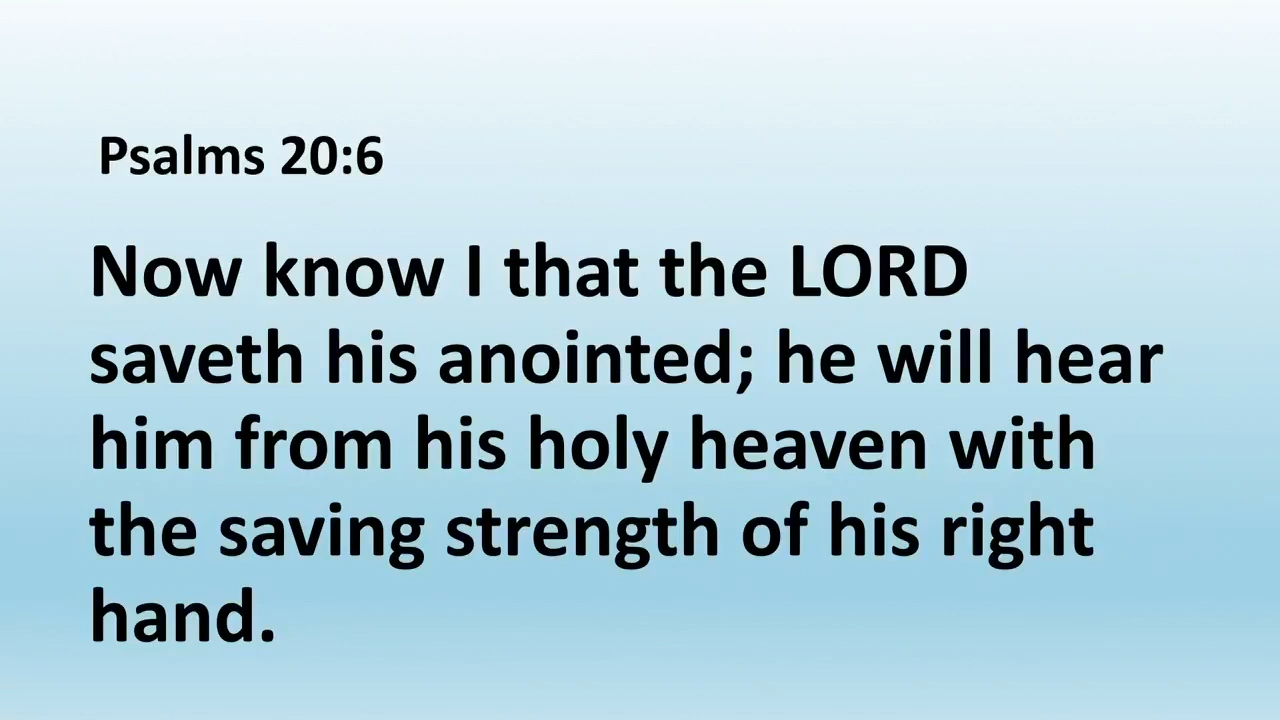 Psalms 20:6
Now know I that the LORD
saveth his anointed; he will hear
him from his holy heaven with
the saving strength of his right
hand.